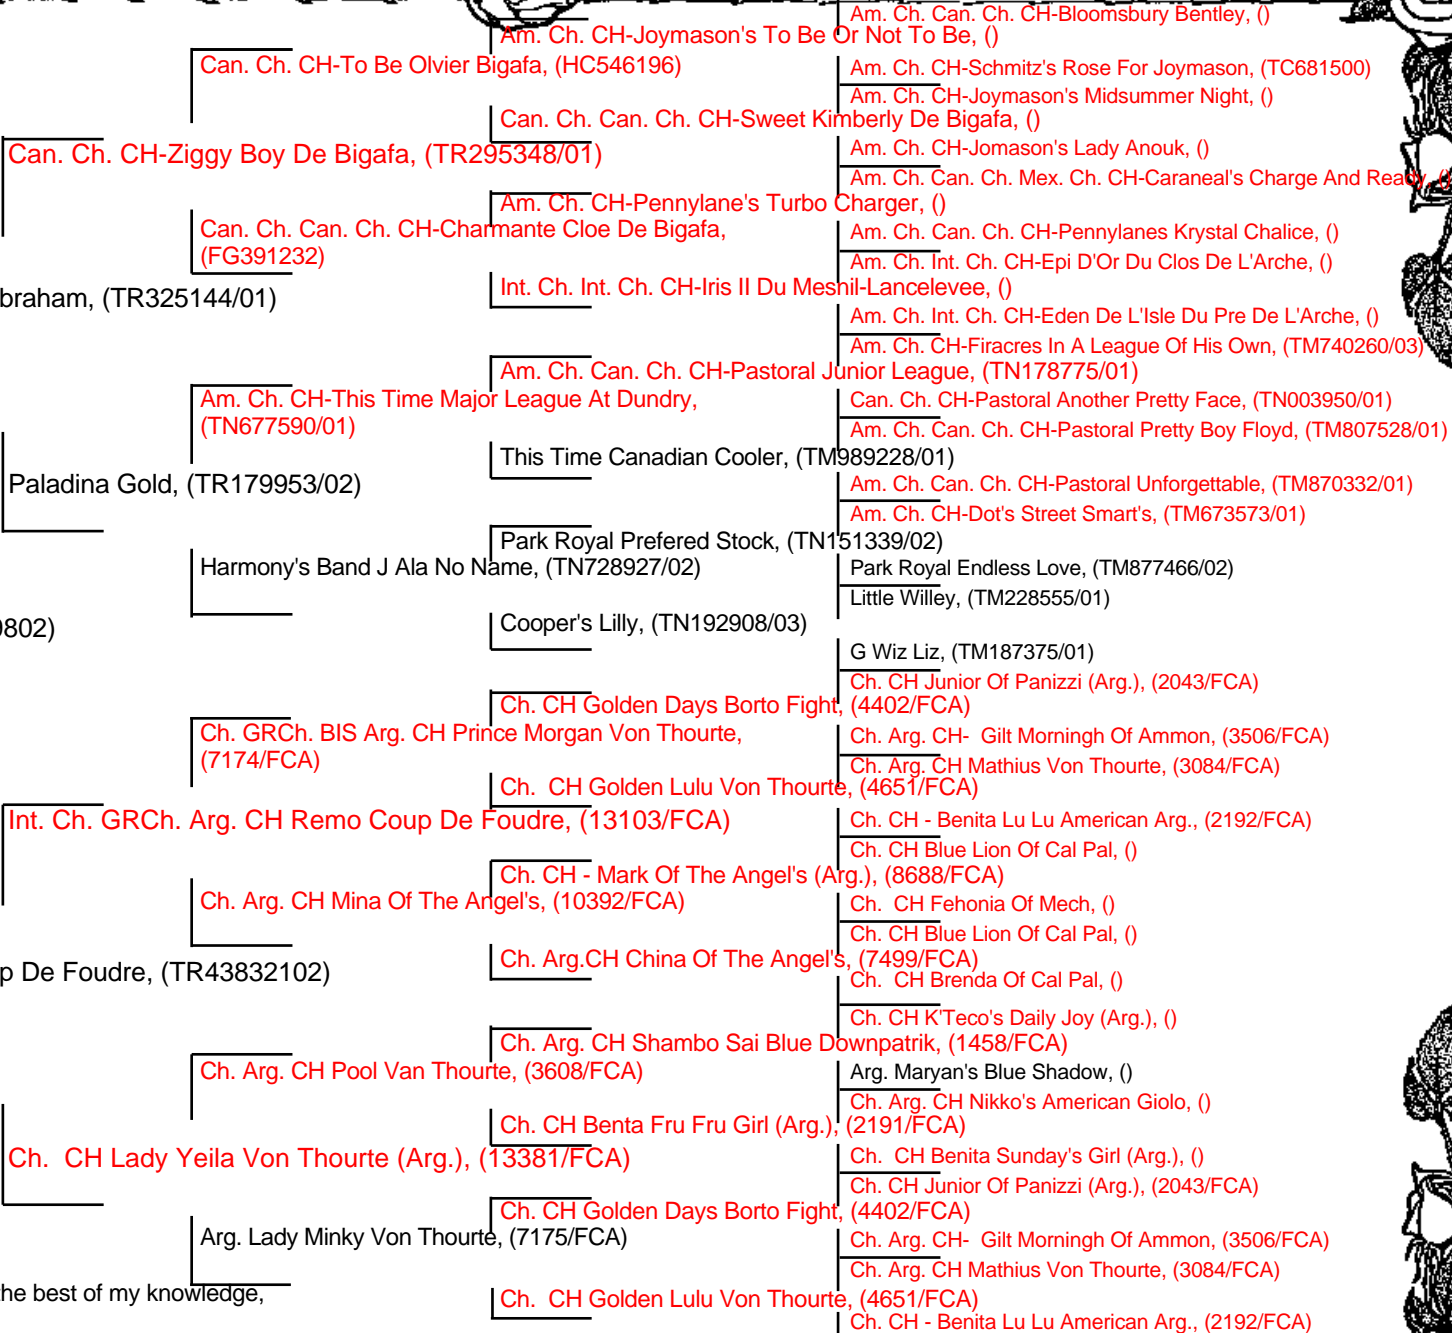 Am. Ch. Can. Ch. CH-Bloomsbury Bentley, ()
Am. Ch. CH-Joymason's To Be Or Not To Be, ()
Can. Ch. CH-To Be Olvier Bigafa, (HC546196)
Am. Ch. CH-Schmitz's Rose For Joymason, (TC681500)
Am. Ch. CH-Joymason's Midsummer Night, ()
Can. Ch. Can. Ch. CH-Sweet Kimberly De Bigafa, ()
Can. Ch. CH-Ziggy Boy De Bigafa, (TR295348/01)
Am. Ch. CH-Jomason's Lady Anouk, ()
Am. Ch. Can. Ch. Mex. Ch. CH-Caraneal's Charge And Ready, ()
Am. Ch. CH-Pennylane's Turbo Charger, ()
Can. Ch. Can. Ch. CH-Charmante Cloe De Bigafa,
(FG391232)
Am. Ch. Can. Ch. CH-Pennylanes Krystal Chalice, ()
Am. Ch. Int. Ch. CH-Epi D'Or Du Clos De L'Arche, ()
Int. Ch. Int. Ch. CH-Iris II Du Mesnil-Lancelevee, ()
braham, (TR325144/01)
Am. Ch. Int. Ch. CH-Eden De L'Isle Du Pre De L'Arche, ()
Am. Ch. CH-Firacres In A League Of His Own, (TM740260/03)
Am. Ch. Can. Ch. CH-Pastoral Junior League, (TN178775/01)
Am. Ch. CH-This Time Major League At Dundry,
(TN677590/01)
Can. Ch. CH-Pastoral Another Pretty Face, (TN003950/01)
Am. Ch. Can. Ch. CH-Pastoral Pretty Boy Floyd, (TM807528/01)
This Time Canadian Cooler, (TM989228/01)
Paladina Gold, (TR179953/02)
Am. Ch. Can. Ch. CH-Pastoral Unforgettable, (TM870332/01)
Am. Ch. CH-Dot's Street Smart's, (TM673573/01)
Park Royal Prefered Stock, (TN151339/02)
Harmony's Band J Ala No Name, (TN728927/02)
Park Royal Endless Love, (TM877466/02)
Little Willey, (TM228555/01)
Cooper's Lilly, (TN192908/03)
802)
G Wiz Liz, (TM187375/01)
Ch. CH Junior Of Panizzi (Arg.), (2043/FCA)
Ch. CH Golden Days Borto Fight, (4402/FCA)
Ch. GRCh. BIS Arg. CH Prince Morgan Von Thourte,
(7174/FCA)
Ch. Arg. CH-  Gilt Morningh Of Ammon, (3506/FCA)
Ch. Arg. CH Mathius Von Thourte, (3084/FCA)
Ch.  CH Golden Lulu Von Thourte, (4651/FCA)
Int. Ch. GRCh. Arg. CH Remo Coup De Foudre, (13103/FCA)
Ch. CH - Benita Lu Lu American Arg., (2192/FCA)
Ch. CH Blue Lion Of Cal Pal, ()
Ch. CH - Mark Of The Angel's (Arg.), (8688/FCA)
Ch. Arg. CH Mina Of The Angel's, (10392/FCA)
Ch.  CH Fehonia Of Mech, ()
Ch. CH Blue Lion Of Cal Pal, ()
Ch. Arg.CH China Of The Angel's, (7499/FCA)
p De Foudre, (TR43832102)
Ch.  CH Brenda Of Cal Pal, ()
Ch. CH K'Teco's Daily Joy (Arg.), ()
Ch. Arg. CH Shambo Sai Blue Downpatrik, (1458/FCA)
Ch. Arg. CH Pool Van Thourte, (3608/FCA)
Arg. Maryan's Blue Shadow, ()
Ch. Arg. CH Nikko's American Giolo, ()
Ch. CH Benta Fru Fru Girl (Arg.), (2191/FCA)
Ch.  CH Lady Yeila Von Thourte (Arg.), (13381/FCA)
Ch.  CH Benita Sunday's Girl (Arg.), ()
Ch. CH Junior Of Panizzi (Arg.), (2043/FCA)
Ch. CH Golden Days Borto Fight, (4402/FCA)
Arg. Lady Minky Von Thourte, (7175/FCA)
Ch. Arg. CH-  Gilt Morningh Of Ammon, (3506/FCA)
Ch. Arg. CH Mathius Von Thourte, (3084/FCA)
he best of my knowledge,
Ch.  CH Golden Lulu Von Thourte, (4651/FCA)
Ch. CH - Benita Lu Lu American Arg., (2192/FCA)